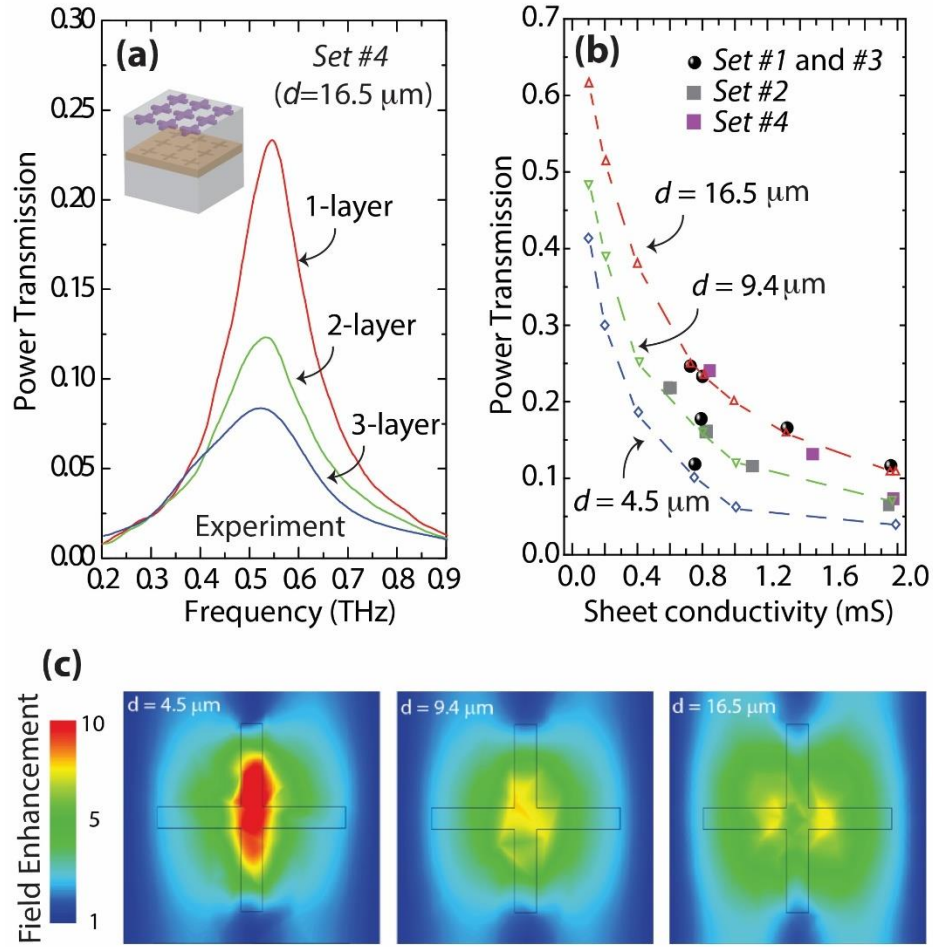 (a)
Set #4
(d=16.5 μm)
1-layer
2-layer
3-layer
Experiment
Power Transmission
0.30
0.25
0.20
0.15
0.10
0.05
0.00
0.2 0.3 0.4 0.5 0.6 0.7 0.8 0.9
Frequency (THz)
(b)
Set #1 and #3
Set #2
Set #4
d = 16.5 μm
d = 9.4 μm
d = 4.5 μm
Power Transmission
0.7
0.6
0.5
0.4
0.3
0.2
0.1
0.0
0.0 0.4 0.8 1.2 1.6 2.0
Sheet conductivity (mS)
(c)
Field Enhancement
10
5
1
d = 4.5 μm
d = 9.4 μm
d = 16.5 μm